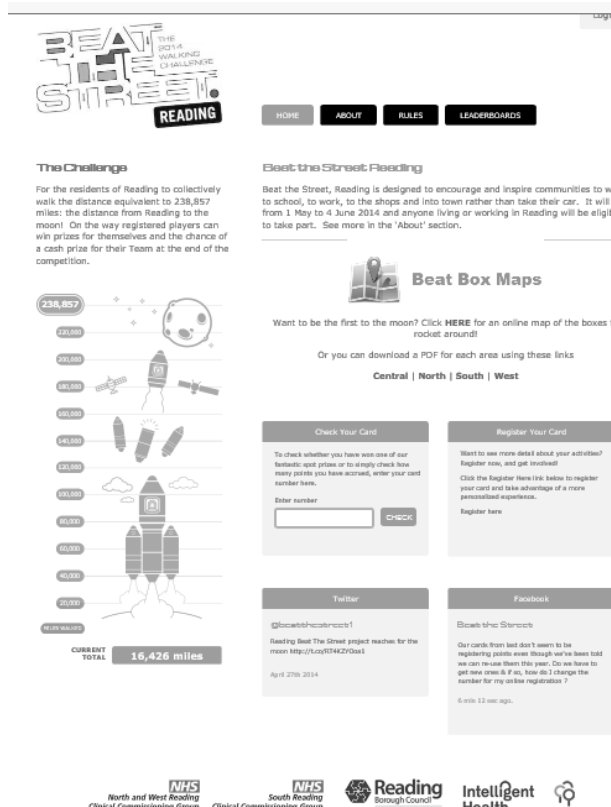 Login
BEAT THE STREET.
THE 2014 WALKING CHALLENGE
READING
HOME ABOUT RULES LEADERBOARDS
The Challenge
For the residents of Reading to collectively
walk the distance equivalent to 238,857
miles: the distance from Reading to the
moon! On the way registered players can
win prizes for themselves and the chance of
a cash prize for their Team at the end of the
competition.
238,857
220,000
200,000
180,000
160,000
140,000
120,000
100,000
80,000
60,000
40,000
20,000
MILES WALKED
CURRENT
TOTAL
16,426 miles
Beat the Street Reading
Beat the Street, Reading is designed to encourage and inspire communities to w
to school, to work, to the shops and into town rather than take their car. It will
from 1 May to 4 June 2014 and anyone living or working in Reading will be eligib
to take part. See more in the 'About' section.
Beat Box Maps
Want to be the first to the moon? Click HERE for an online map of the boxes t
rocket around!
Or you can download a PDF for each area using these links
Central | North | South | West
Check Your Card
To check whether you have won one of our
fantastic spot prizes or to simply check how
many points you have accrued, enter your card
number here.
Enter number
CHECK
Register Your Card
Want to see more detail about your activities?
Register now, and get involved!
Click the Register Here link below to register
your card and take advantage of a more
personalised experience.
Register here
Twitter
@beatthestreet1
Reading Beat The Street project reaches for the
moon
April 27th 2014
Facebook
Beat the Street
Our cards from last don't seem to be
registering points even though we've been told
we can re-use them this year. Do we have to
get new ones & if so, how do I change the
number for my online registration ?
6 min 12 sec ago.
NHS
North and West Reading
Clinical Commissioning Group
NHS
South Reading
Clinical Commissioning Group
Reading
Borough Council
Intelligent
Health